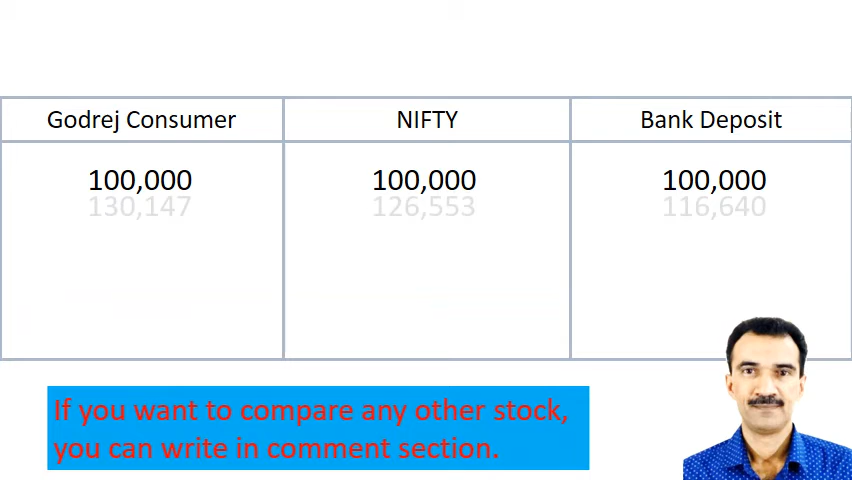 Godrej Consumer NIFTY Bank Deposit
100,000 100,000 100,000
130,147 126,553 116,640
If you want to compare any other stock,
you can write in comment section.